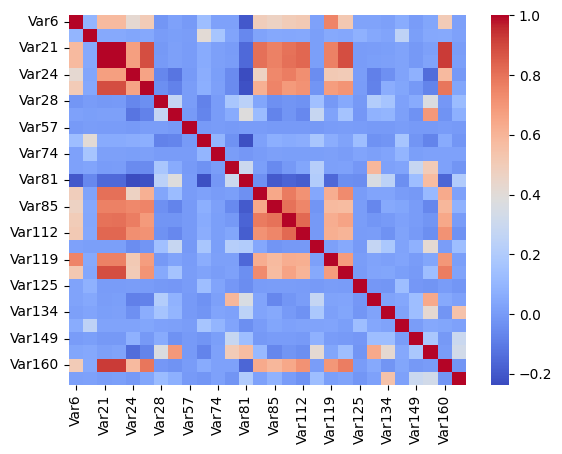 Var6
Var21
Var24
Var28
Var57
Var74
Var81
Var85
Var112
Var119
Var125
Var134
Var149
Var160
Var6
Var21
Var24
Var28
Var57
Var74
Var81
Var85
Var112
Var119
Var125
Var134
Var149
Var160
1.0
0.8
0.6
0.4
0.2
0.0
−0.2